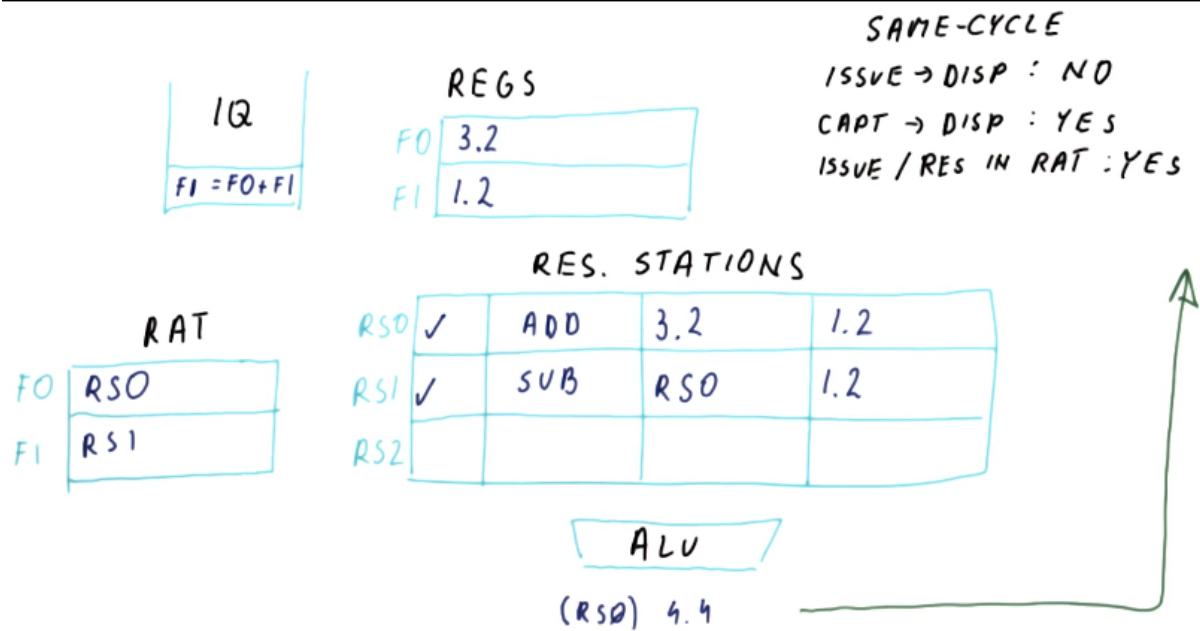 SAME-CYCLE
ISSUE → DISP : NO
CAPT → DISP : YES
ISSUE / RES IN RAT : YES
IQ
F1 = F0 + F1
REGS
F0 3.2
F1 1.2
RES. STATIONS
RS0 ✓ ADD 3.2 1.2
RS1 ✓ SUB RS0 1.2
RS2
RAT
F0 RS0
F1 RS1
ALU
(RS0) 4.4